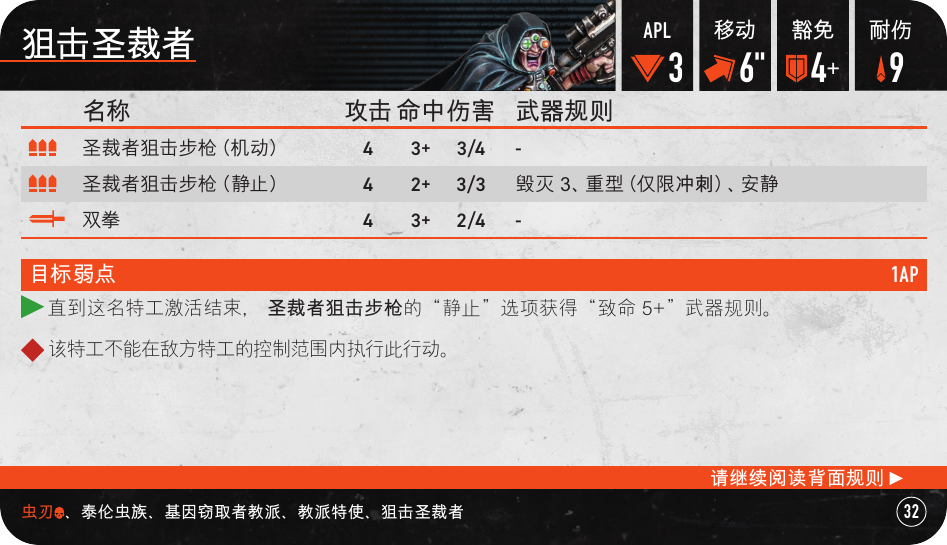 狙击圣裁者
APL 移动 豁免 耐伤
3 6" 4+ 9
名称 攻击 命中 伤害 武器规则
圣裁者狙击步枪（机动） 4 3+ 3/4 -
圣裁者狙击步枪（静止） 4 2+ 3/3 毁灭 3、重型（仅限冲刺）、安静
双拳 4 3+ 2/4 -
目标弱点 1AP
直到这名特工激活结束， 圣裁者狙击步枪的“静止”选项获得“致命 5+”武器规则。
该特工不能在敌方特工的控制范围内执行此行动。
请继续阅读背面规则 ▶
虫刃、泰伦虫族、基因窃取者教派、教派特使、狙击圣裁者
32